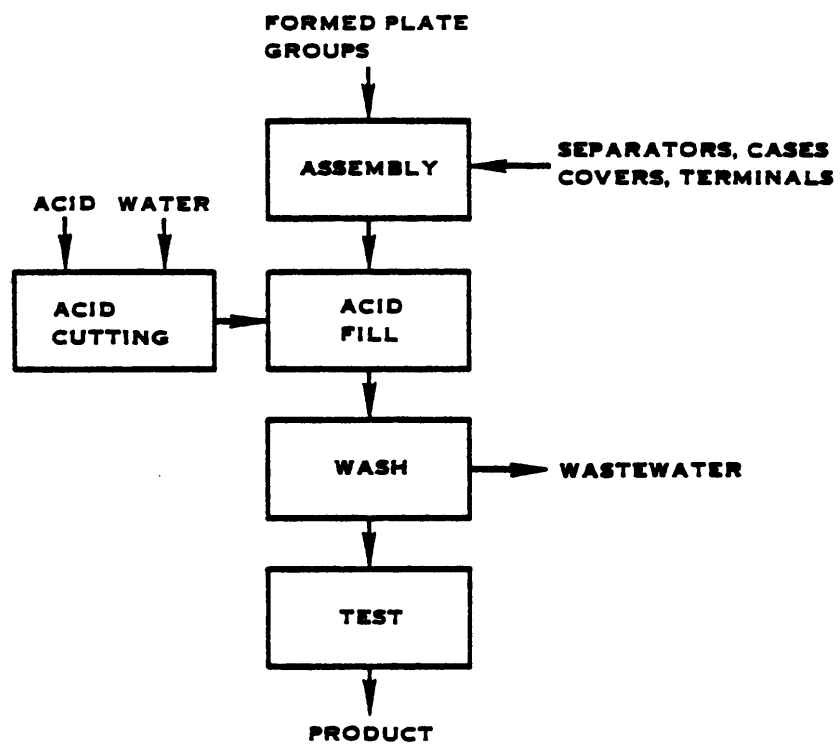 FORMED PLATE
GROUPS
ASSEMBLY
SEPARATORS, CASES
COVERS, TERMINALS
ACID
WATER
ACID
CUTTING
ACID
FILL
WASH
WASTEWATER
TEST
PRODUCT